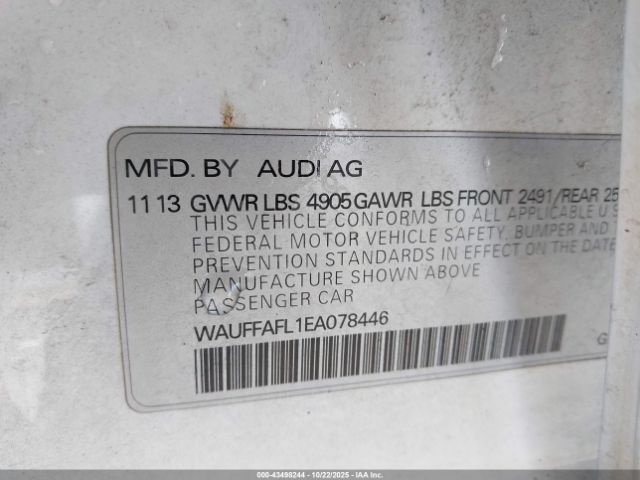 MFD. BY AUDI AG
11 13 GVWR LBS 4905 GAWR LBS FRONT 2491/REAR
THIS VEHICLE CONFORMS TO ALL APPLICABLE U S
FEDERAL MOTOR VEHICLE SAFETY, BUMPER AND
PREVENTION STANDARDS IN EFFECT ON THE DATE
MANUFACTURE SHOWN ABOVE
PASSENGER CAR
WAUFFAFL1EA078446
G
000-43498244 - 10/22/2025 - IAAI.COM